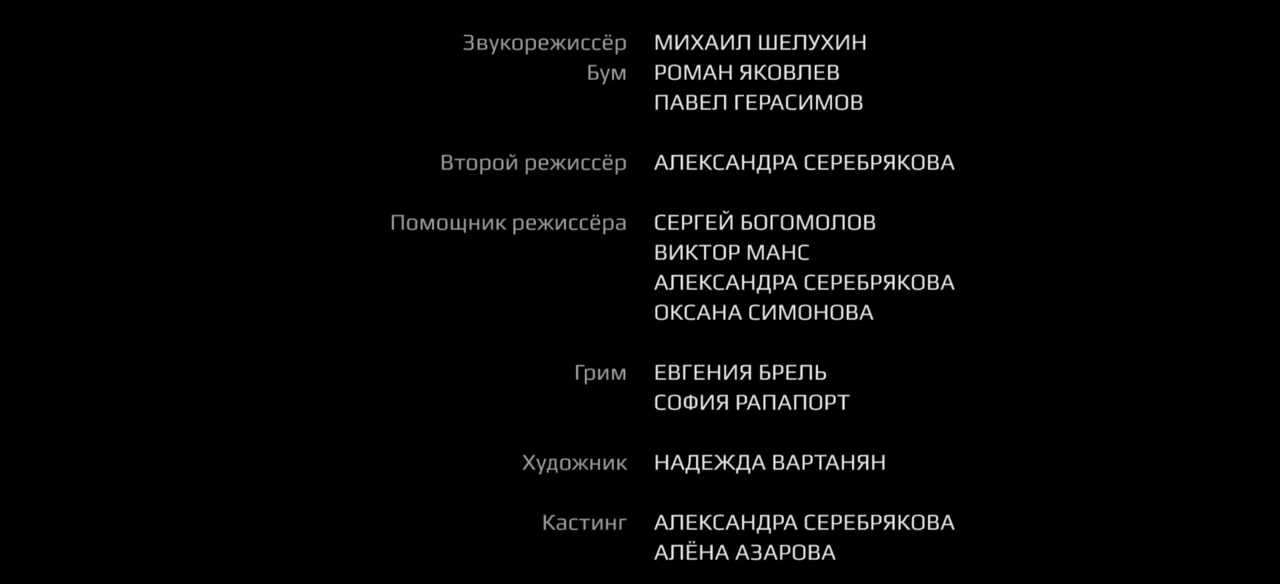 Звукорежиссёр МИХАИЛ ШЕЛУХИН
Бум РОМАН ЯКОВЛЕВ
ПАВЕЛ ГЕРАСИМОВ
Второй режиссёр АЛЕКСАНДРА СЕРЕБРЯКОВА
Помощник режиссёра СЕРГЕЙ БОГОМОЛОВ
ВИКТОР МАНС
АЛЕКСАНДРА СЕРЕБРЯКОВА
ОКСАНА СИМОНОВА
Грим ЕВГЕНИЯ БРЕЛЬ
СОФИЯ РАПАПОРТ
Художник НАДЕЖДА ВАРТАНЯН
Кастинг АЛЕКСАНДРА СЕРЕБРЯКОВА
АЛЁНА АЗАРОВА